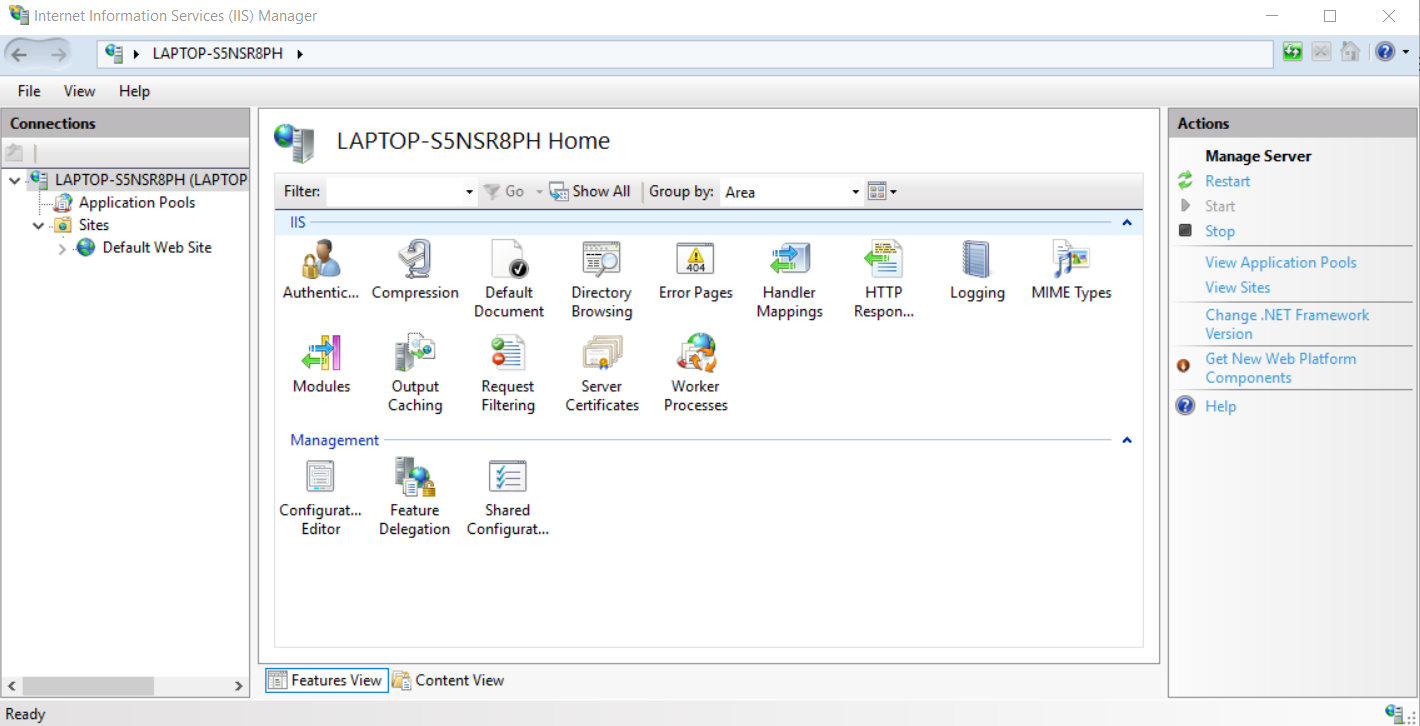 Internet Information Services (IIS) Manager
LAPTOP-S5NSR8PH
File View Help
Connections
LAPTOP-S5NSR8PH (LAPTOP
Application Pools
Sites
Default Web Site
LAPTOP-S5NSR8PH Home
Filter: Go Show All Group by: Area
IIS
Authentic... Compression Default Directory Error Pages Handler HTTP Logging MIME Types
Document Browsing Mappings Respon...
404
Modules Output Request Server Worker
Caching Filtering Certificates Processes
Management
Configurat... Feature Shared
Editor Delegation Configurat...
Features View Content View
Actions
Manage Server
Restart
Start
Stop
View Application Pools
View Sites
Change .NET Framework
Version
Get New Web Platform
Components
Help
Ready